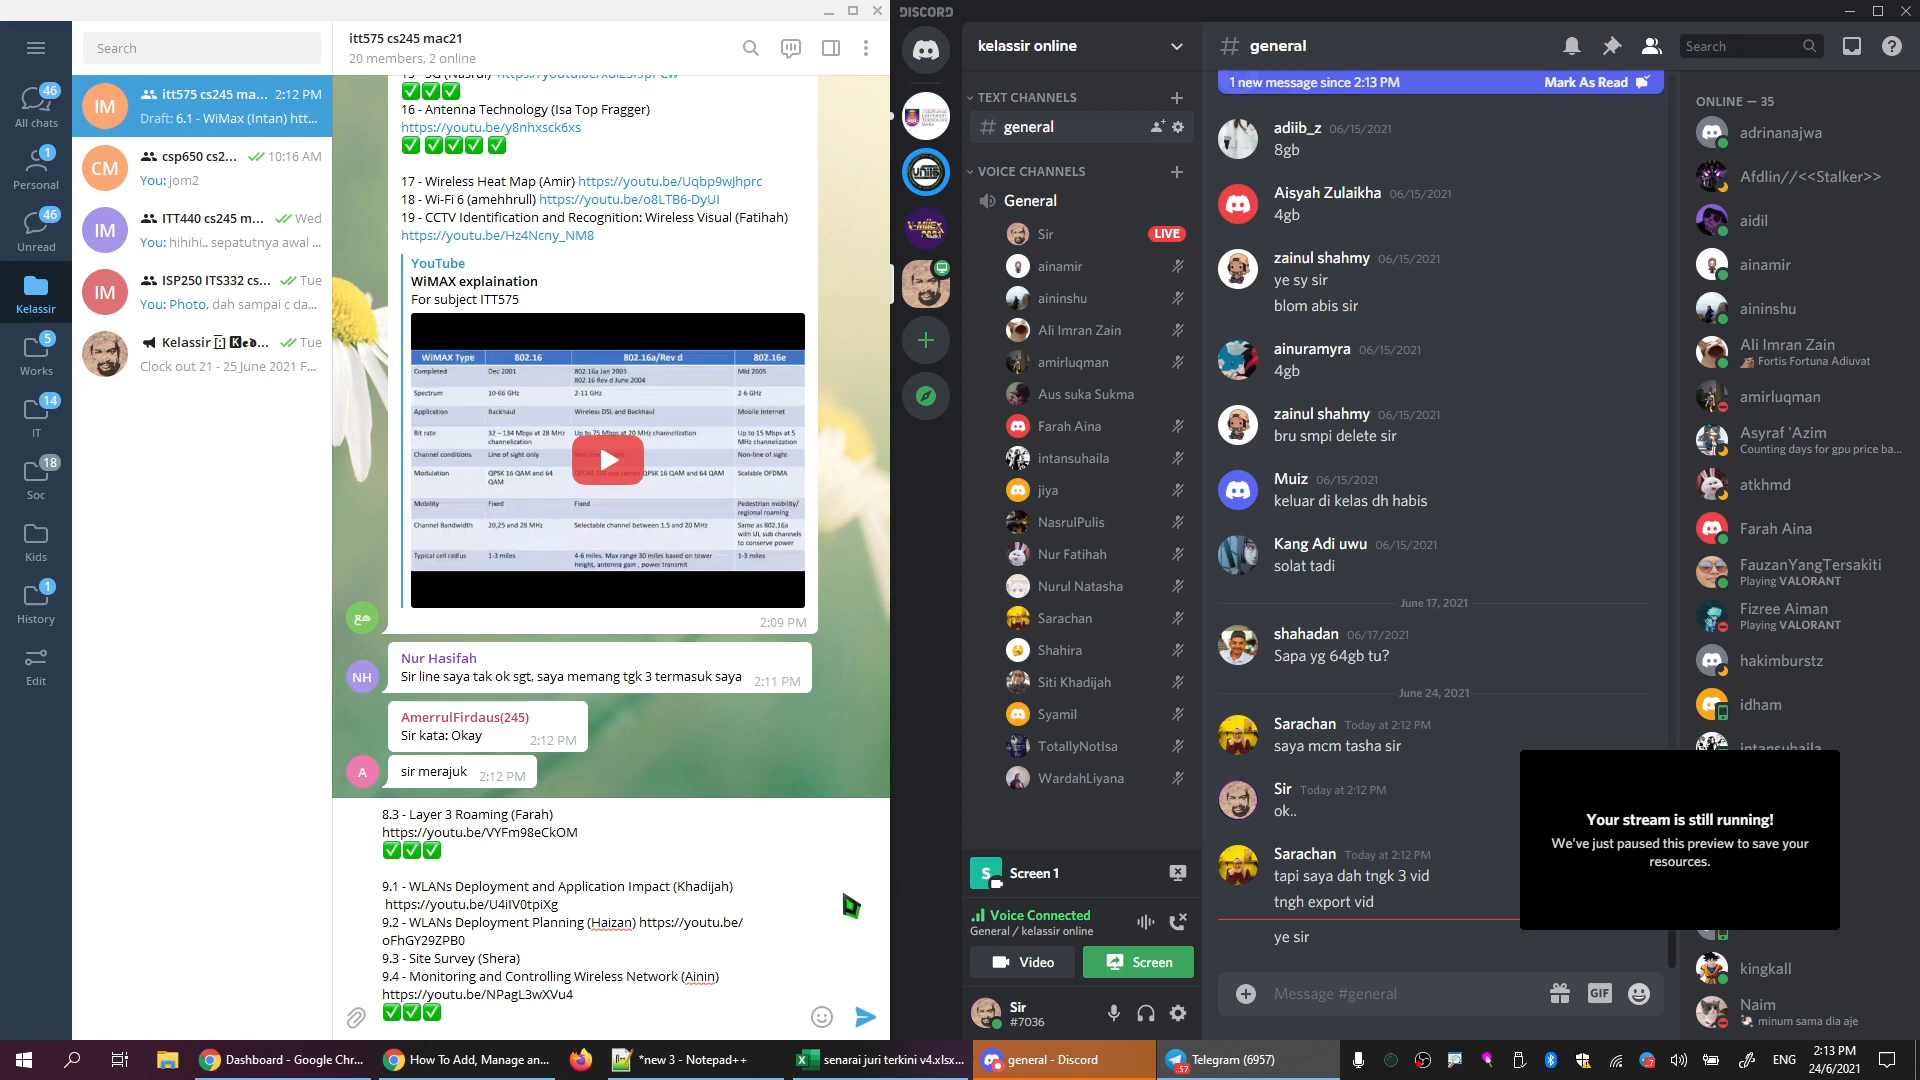 Search
itt575 cs245 mac21
20 members, 2 online
46
All chats
1
Personal
46
Unread
Kelassir
5
Works
14
IT
18
Soc
Kids
1
History
Edit
IM
itt575 cs245 ma... 2:12 PM
Draft: 6.1 - WiMax (Intan) htt...
CM
csp650 cs2... 10:16 AM
You: jom2
IM
ITT440 cs245 m... Wed
You: hihihi.. sepatutnya awal ...
IM
ISP250 ITS332 cs... Tue
You: Photo, dah sampai c da...
Kelassir Tue
Clock out 21 - 25 June 2021 F...
16 - Antenna Technology (Isa Top Fragger)
https://youtu.be/y8nhxsck6xs
17 - Wireless Heat Map (Amir) https://youtu.be/Uqbp9wJhprc
18 - Wi-Fi 6 (amehhrull) https://youtu.be/o8LTB6-DyUI
19 - CCTV Identification and Recognition: Wireless Visual (Fatihah)
https://youtu.be/Hz4Ncny_NM8
YouTube
WiMAX explaination
For subject ITT575
WiMAX Type 802.16 802.16a/Rev d 802.16e
Completed Dec 2001 802.16a Jan 2003 Mid 2005
802.16 Rev d June 2004
Spectrum 10-66 GHz 2-11 GHz 2-6 GHz
Application Backhaul Wireless DSL and Backhaul Mobile Internet
Bit rate 32 – 134 Mbps at 28 MHz channelization Up to 75 Mbps at 20 MHz channelization Up to 15 Mbps at 5 MHz channelization
Channel conditions Line of sight only Non-line of sight
Modulation QPSK 16 QAM and 64 QAM QPSK 16 QAM and 64 QAM Scalable OFDMA
Mobility Fixed Fixed Pedestrian mobility/ regional roaming
Channel Bandwidth 20,25 and 28 MHz Selectable channel between 1.5 and 20 MHz Same as 802.16a with UL sub channels to conserve power
Typical cell radius 1-3 miles 4-6 miles. Max range 30 miles based on tower height, antenna gain , power transmit 1-3 miles
2:09 PM
NH
Nur Hasifah
Sir line saya tak ok sgt, saya memang tgk 3 termasuk saya 2:11 PM
AmerrulFirdaus(245)
Sir kata: Okay 2:12 PM
A
sir merajuk 2:12 PM
8.3 - Layer 3 Roaming (Farah)
https://youtu.be/VYFm98eCkOM
9.1 - WLANs Deployment and Application Impact (Khadijah)
https://youtu.be/U4iIV0tpiXg
9.2 - WLANs Deployment Planning (Haizan) https://youtu.be/
oFhGY29ZPB0
9.3 - Site Survey (Shera)
9.4 - Monitoring and Controlling Wireless Network (Ainin)
https://youtu.be/NPagL3wXVu4
DISCORD
kelassir online
TEXT CHANNELS
general
VOICE CHANNELS
General
Sir LIVE
ainamir
aininshu
Ali Imran Zain
amirluqman
Aus suka Sukma
Farah Aina
intansuhaila
jiya
NasrulPulis
Nur Fatihah
Nurul Natasha
Sarachan
Shahira
Siti Khadijah
Syamil
TotallyNotIsa
WardahLiyana
S
Screen 1
Voice Connected
General / kelassir online
Video
Screen
Sir
#7036
general
Search
1 new message since 2:13 PM Mark As Read
adiib_z 06/15/2021
8gb
Aisyah Zulaikha 06/15/2021
4gb
zainul shahmy 06/15/2021
ye sy sir
blom abis sir
ainuramyra 06/15/2021
4gb
zainul shahmy 06/15/2021
bru smpi delete sir
Muiz 06/15/2021
keluar di kelas dh habis
Kang Adi uwu 06/15/2021
solat tadi
June 17, 2021
shahadan 06/17/2021
Sapa yg 64gb tu?
June 24, 2021
Sarachan Today at 2:12 PM
saya mcm tasha sir
Sir Today at 2:12 PM
ok..
Sarachan Today at 2:12 PM
tapi saya dah tngk 3 vid
tngh export vid
ye sir
Message #general
GIF
ONLINE — 35
adrinanajwa
Afdlin//<<Stalker>>
aidil
ainamir
aininshu
Ali Imran Zain
Fortis Fortuna Adiuvat
amirluqman
Asyraf 'Azim
Counting days for gpu price ba...
atkhmd
Farah Aina
FauzanYangTersakiti
Playing VALORANT
Fizree Aiman
Playing VALORANT
hakimburstz
idham
intansuhaila
Your stream is still running!
We've just paused this preview to save your
resources.
kingkall
Naim
minum sama dia aje
Dashboard - Google Chr...
How To Add, Manage an...
*new 3 - Notepad++
senarai juri terkini v4.xlsx...
general - Discord
Telegram (6957)
ENG
2:13 PM
24/6/2021